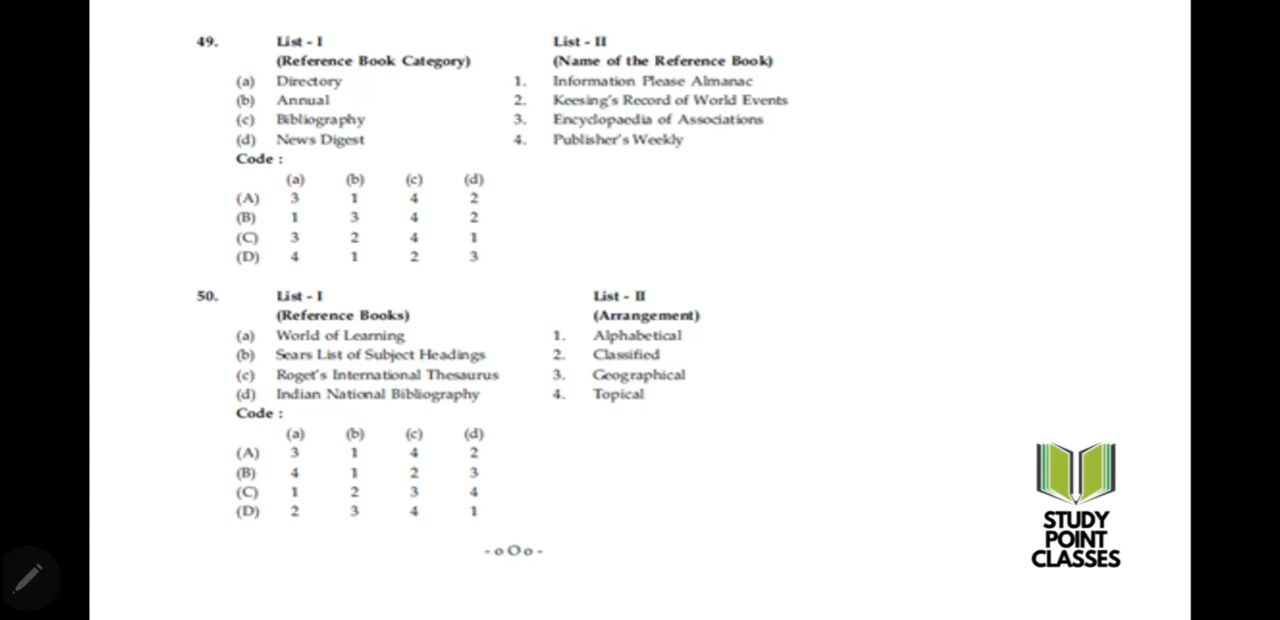 49. List - I List - II
(Reference Book Category) (Name of the Reference Book)
(a) Directory 1. Information Please Almanac
(b) Annual 2. Keesing's Record of World Events
(c) Bibliography 3. Encyclopaedia of Associations
(d) News Digest 4. Publisher's Weekly
Code :
(a) (b) (c) (d)
(A) 3 1 4 2
(B) 1 3 4 2
(C) 3 2 4 1
(D) 4 1 2 3
50. List - I List - II
(Reference Books) (Arrangement)
(a) World of Learning 1. Alphabetical
(b) Sears List of Subject Headings 2. Classified
(c) Roget's International Thesaurus 3. Geographical
(d) Indian National Bibliography 4. Topical
Code :
(a) (b) (c) (d)
(A) 3 1 4 2
(B) 4 1 2 3
(C) 1 2 3 4
(D) 2 3 4 1
- o O o -
STUDY
POINT
CLASSES